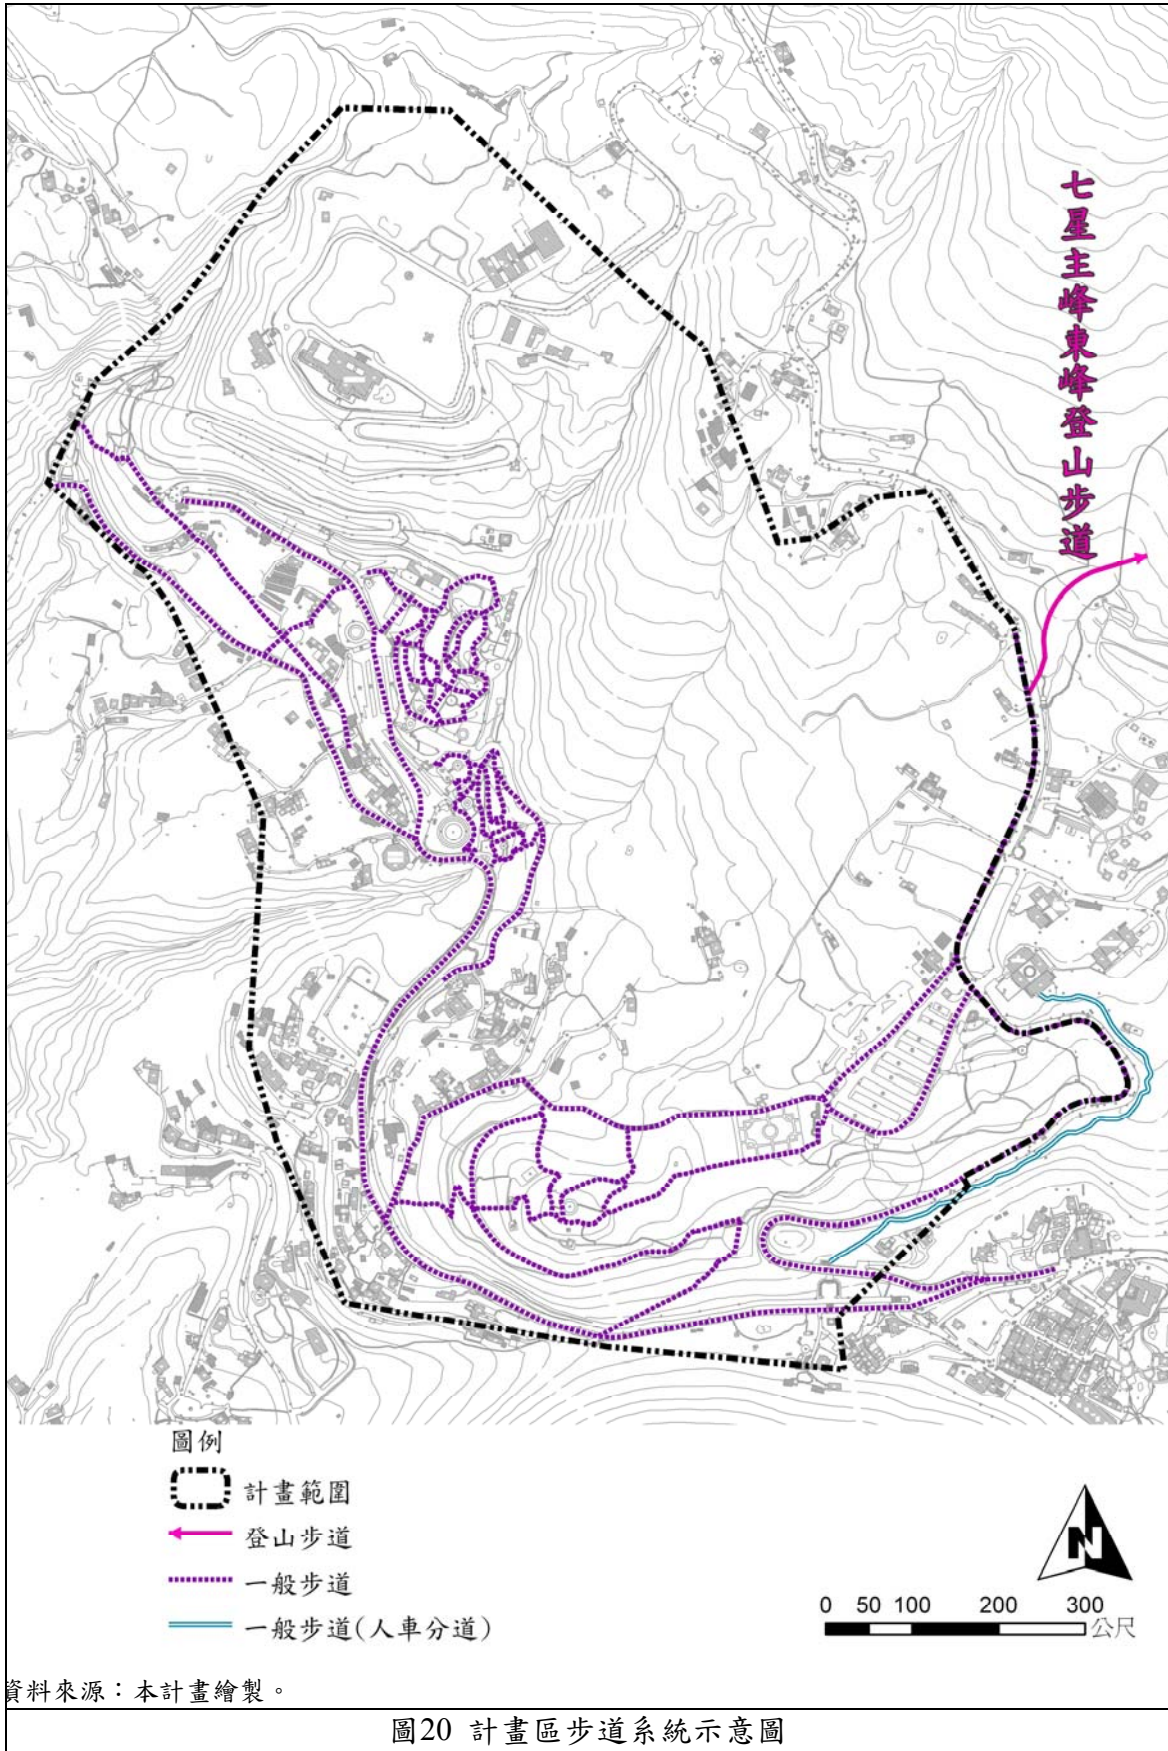 七星主峰東峰登山步道
圖例
計畫範圍
登山步道
一般步道
一般步道(人車分道)
N
0 50 100 200 300
公尺
資料來源：本計畫繪製。
圖20 計畫區步道系統示意圖